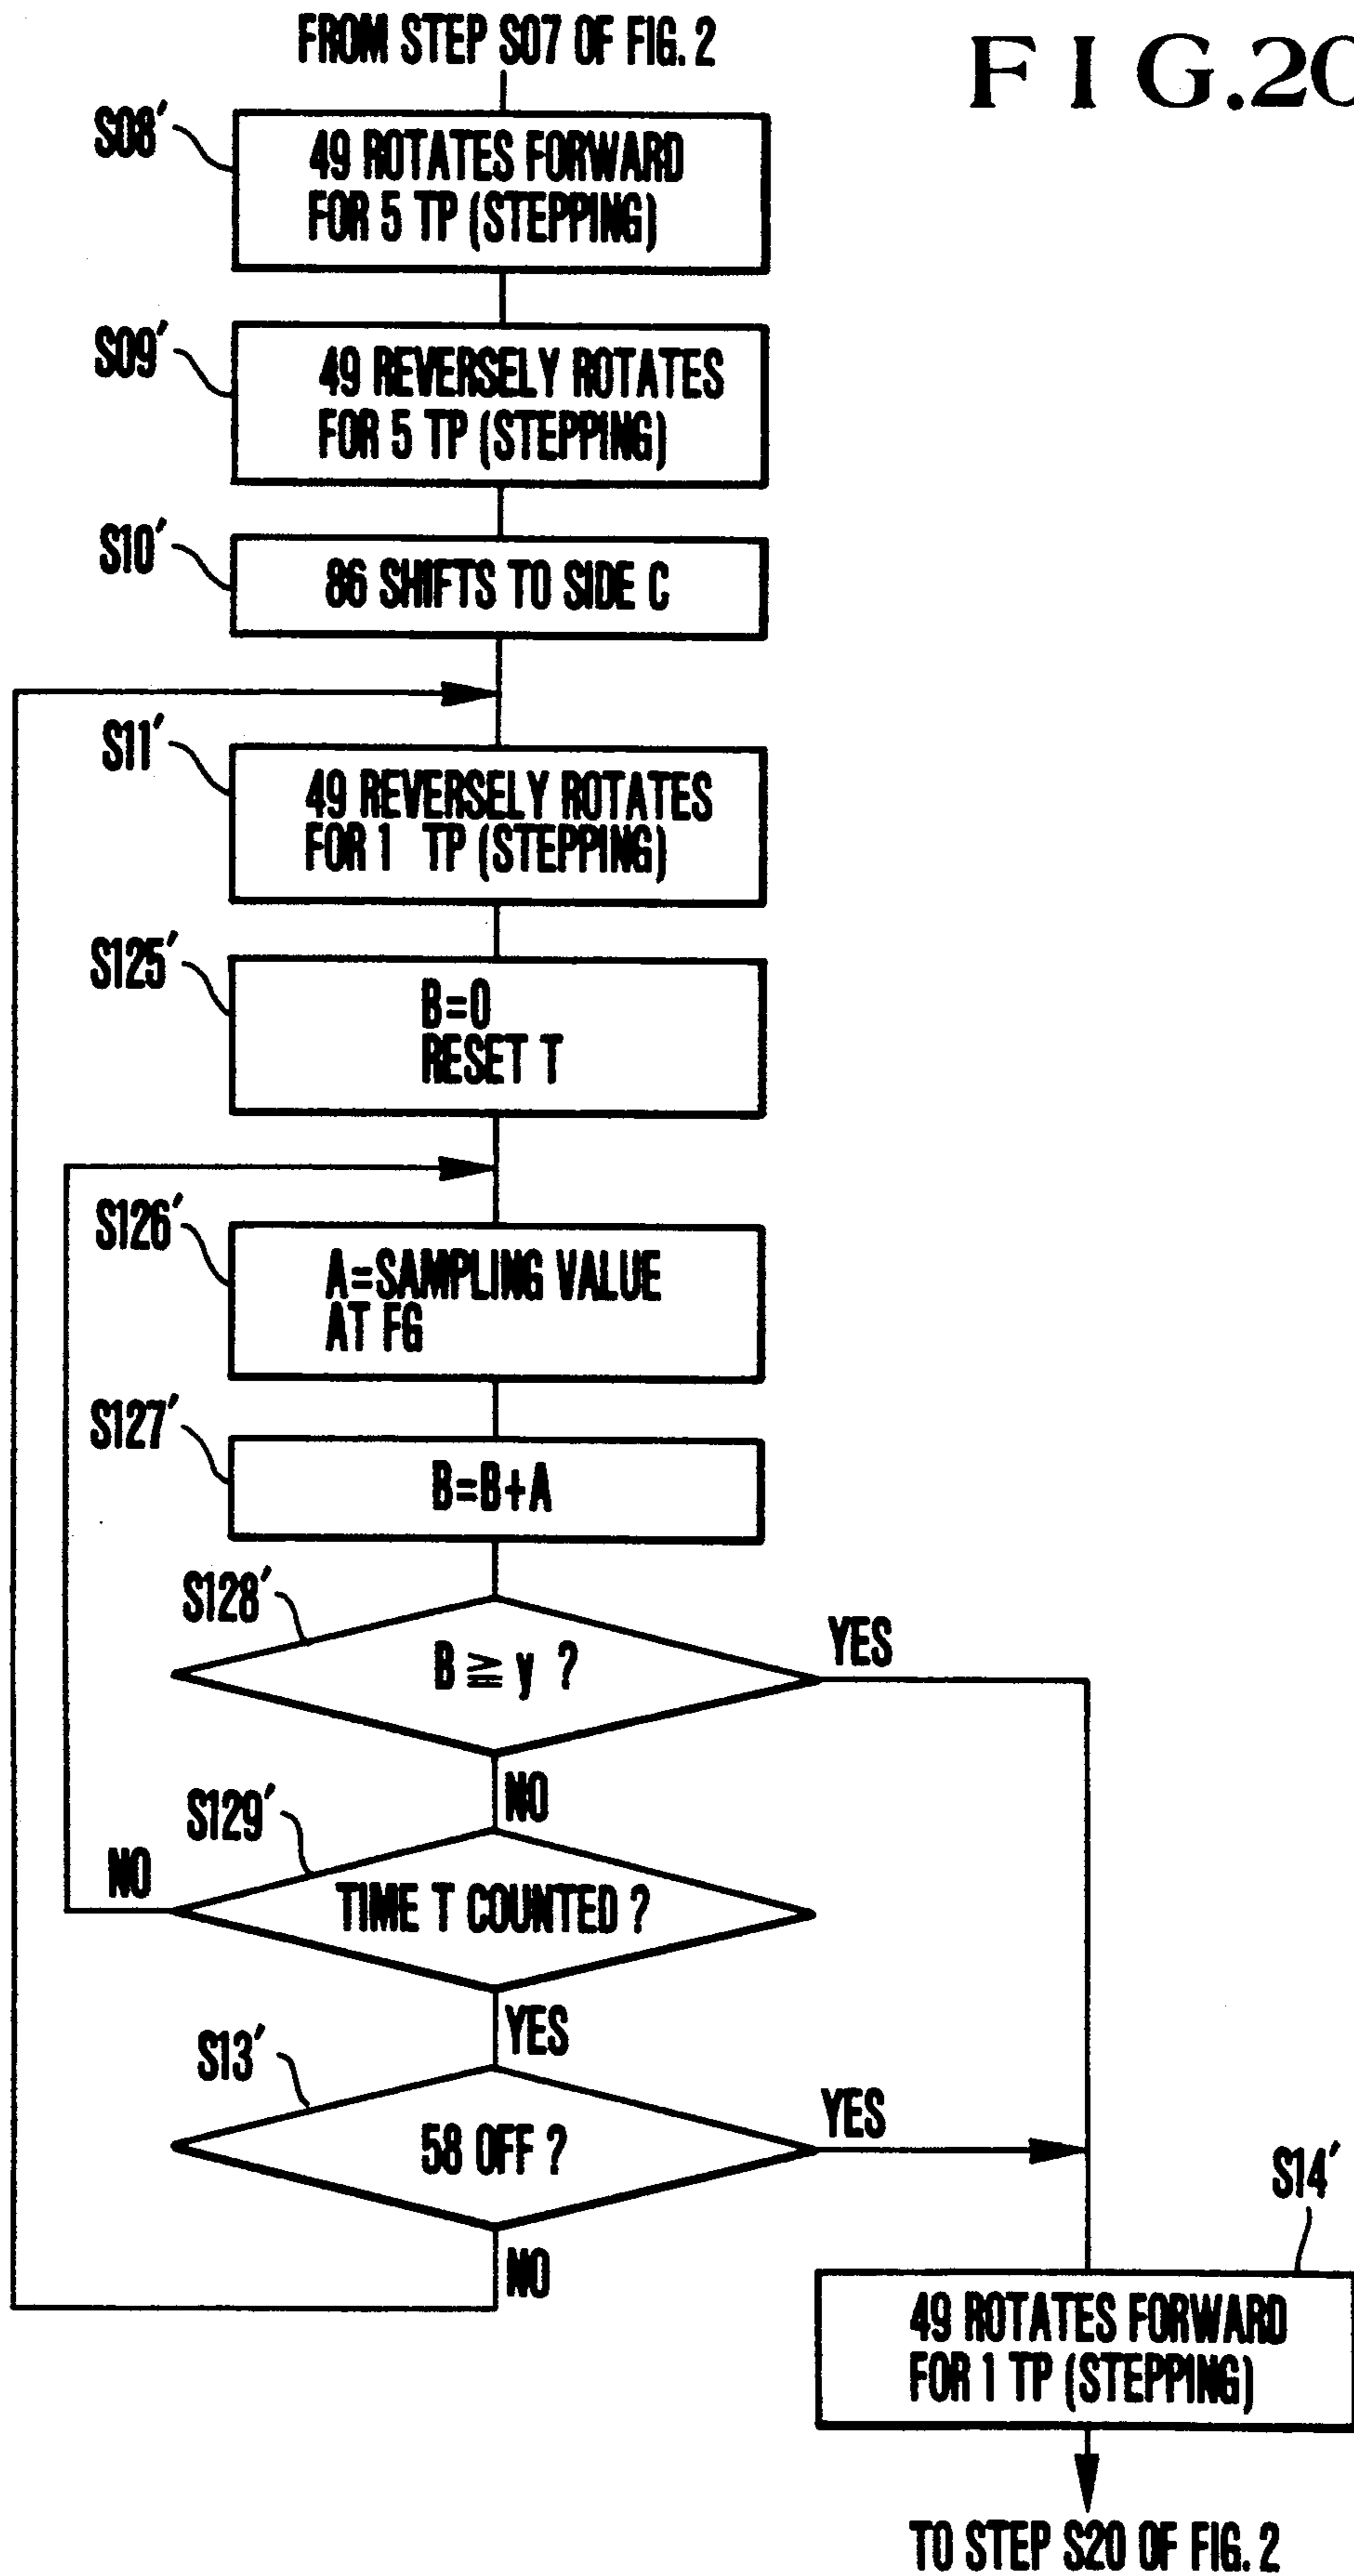 FROM STEP S07 OF FIG. 2
FIG.20
S08'
49 ROTATES FORWARD
FOR 5 TP (STEPPING)
S09'
49 REVERSELY ROTATES
FOR 5 TP (STEPPING)
S10'
86 SHIFTS TO SIDE C
S11'
49 REVERSELY ROTATES
FOR 1 TP (STEPPING)
S125'
B=0
RESET T
S126'
A=SAMPLING VALUE
AT FG
S127'
B=B+A
S128'
B ≧ y ?
YES
NO
S129'
TIME T COUNTED ?
NO
YES
S13'
58 OFF ?
YES
NO
S14'
49 ROTATES FORWARD
FOR 1 TP (STEPPING)
TO STEP S20 OF FIG. 2